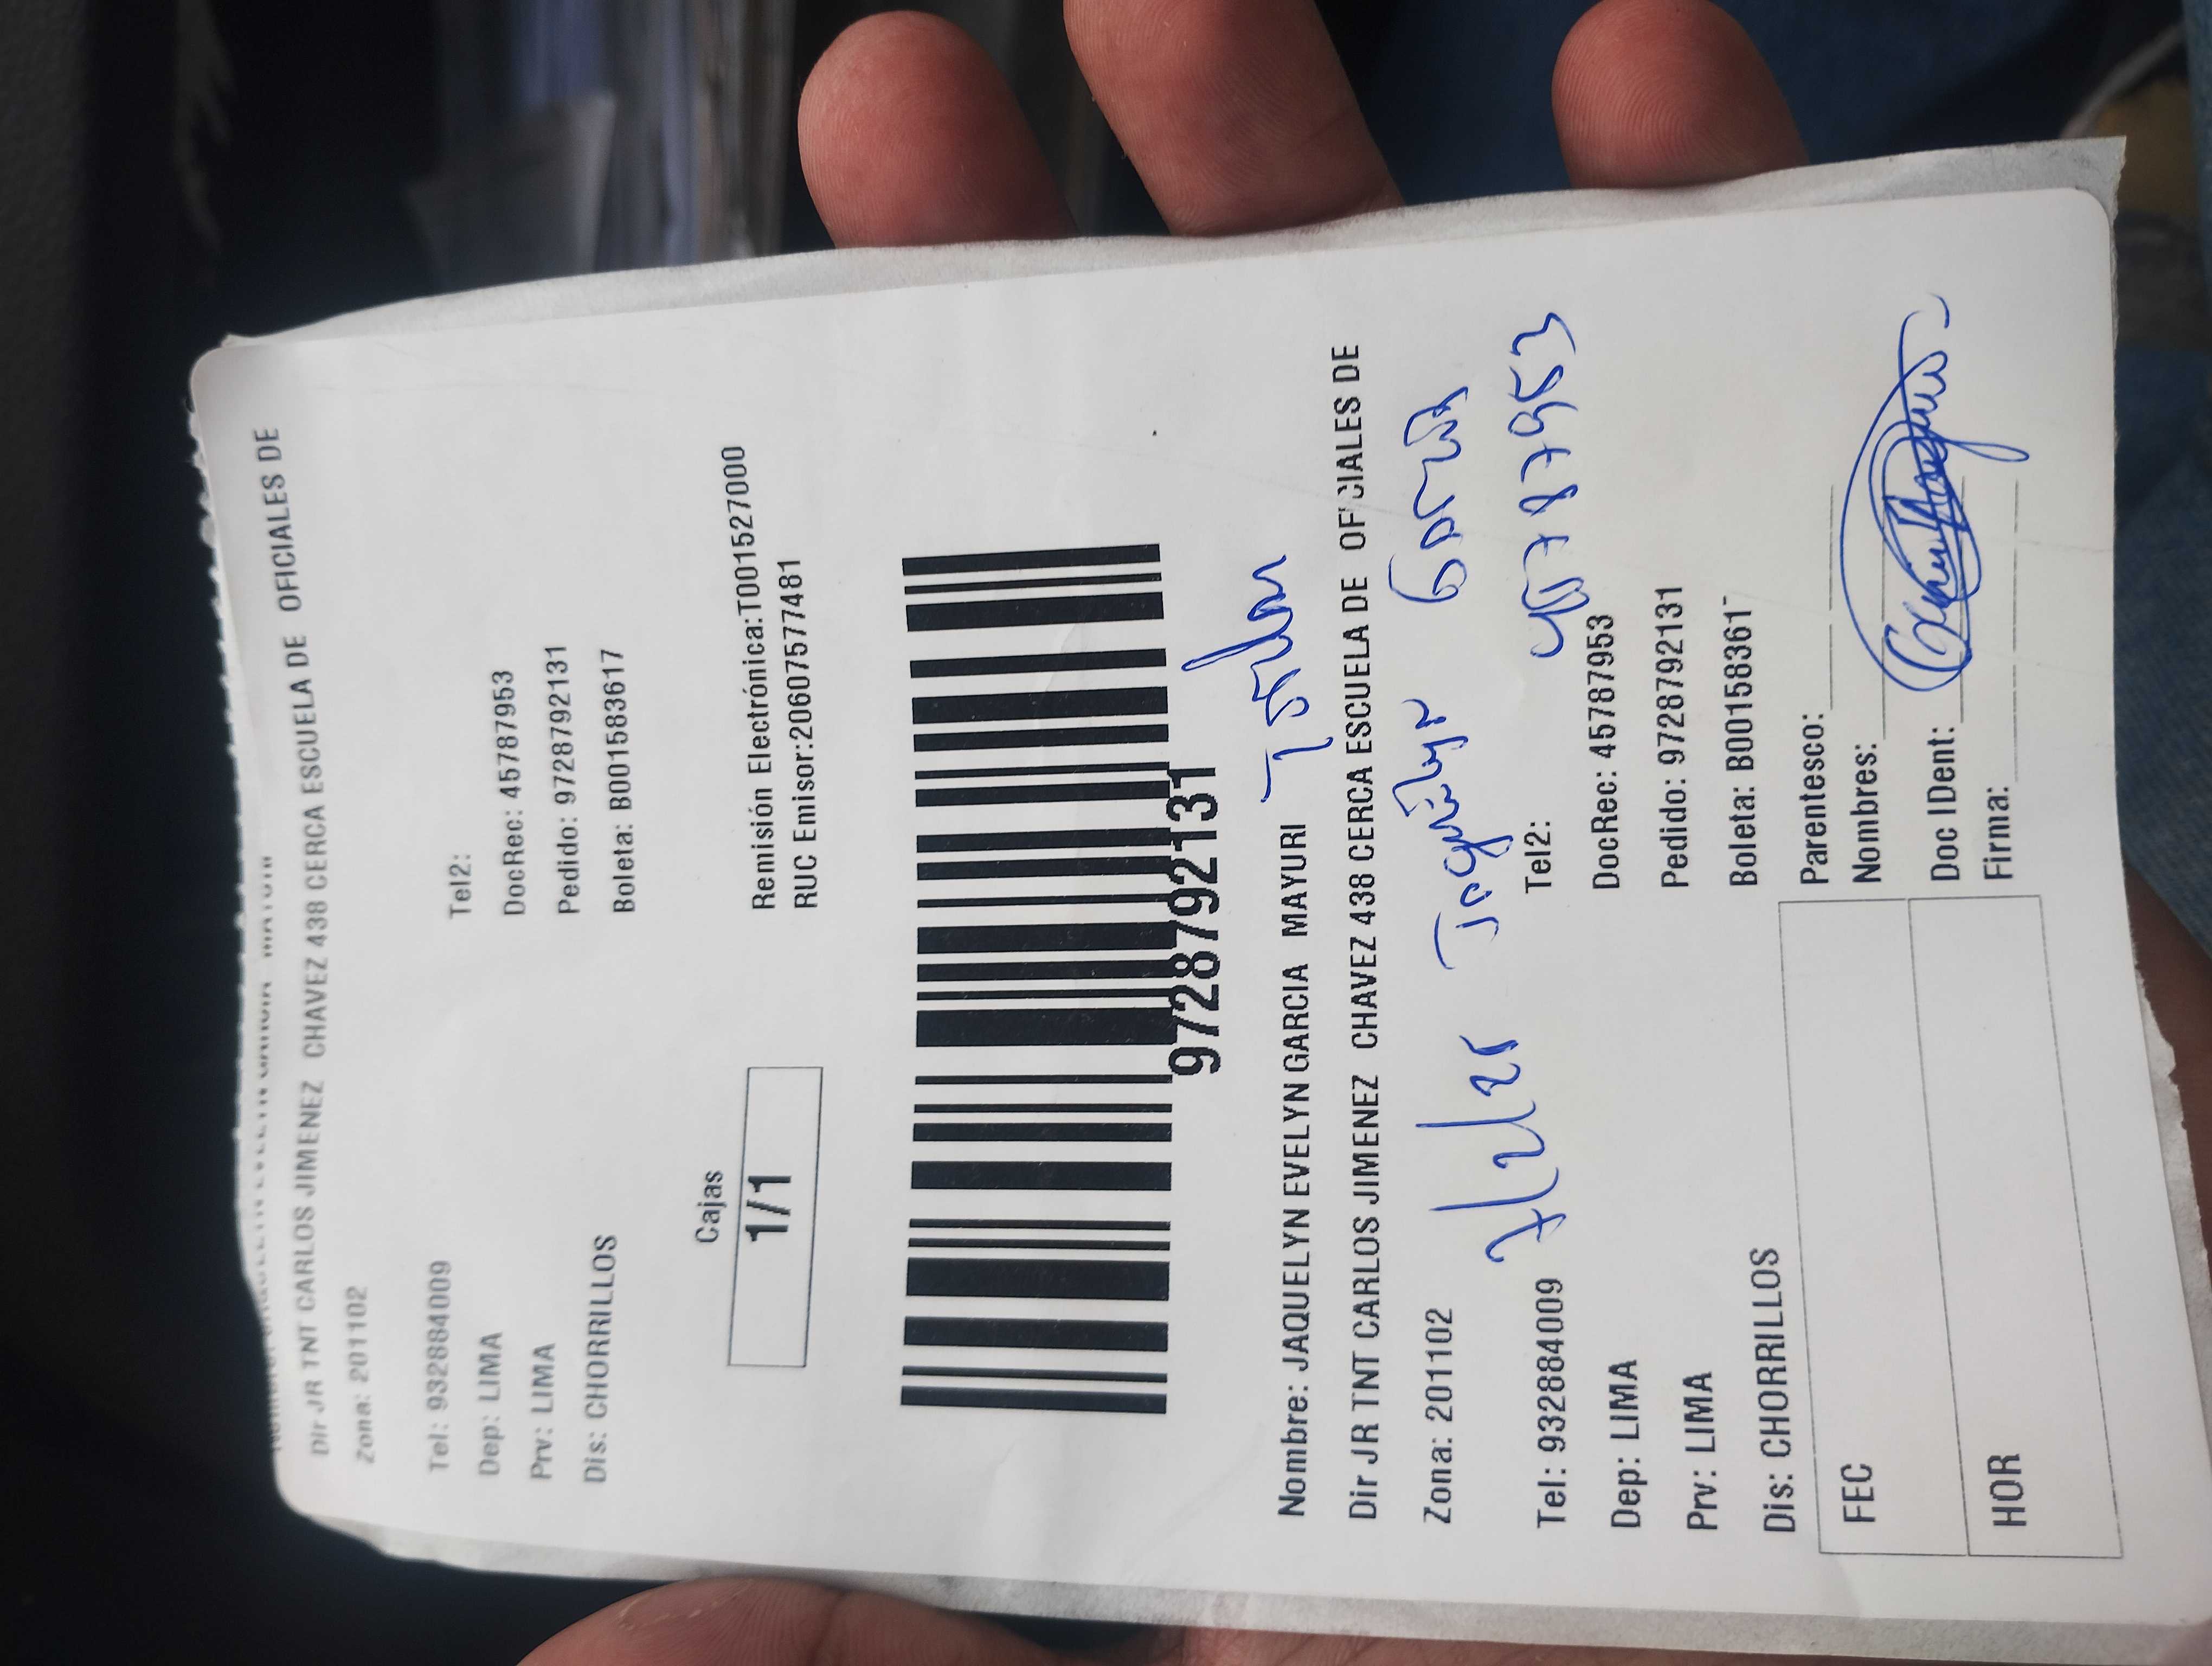 Dir JR TNT CARLOS JIMENEZ CHAVEZ 438 CERCA ESCUELA DE OFICIALES DE
Zona: 201102
Tel: 932884009 Tel2:
Dep: LIMA DocRec: 45787953
Prv: LIMA Pedido: 9728792131
Dis: CHORRILLOS Boleta: B001583617
Cajas
1/1
Remisión Electrónica:T001527000
RUC Emisor:20607577481
9728792131
Nombre: JAQUELYN EVELYN GARCIA MAYURI
Dir JR TNT CARLOS JIMENEZ CHAVEZ 438 CERCA ESCUELA DE OFICIALES DE
Zona: 201102
Tel: 932884009 Tel2:
Dep: LIMA DocRec: 45787953
Prv: LIMA Pedido: 9728792131
Dis: CHORRILLOS Boleta: B00158361
FEC
HOR
Parentesco:
Nombres:
Doc IDent:
Firma: